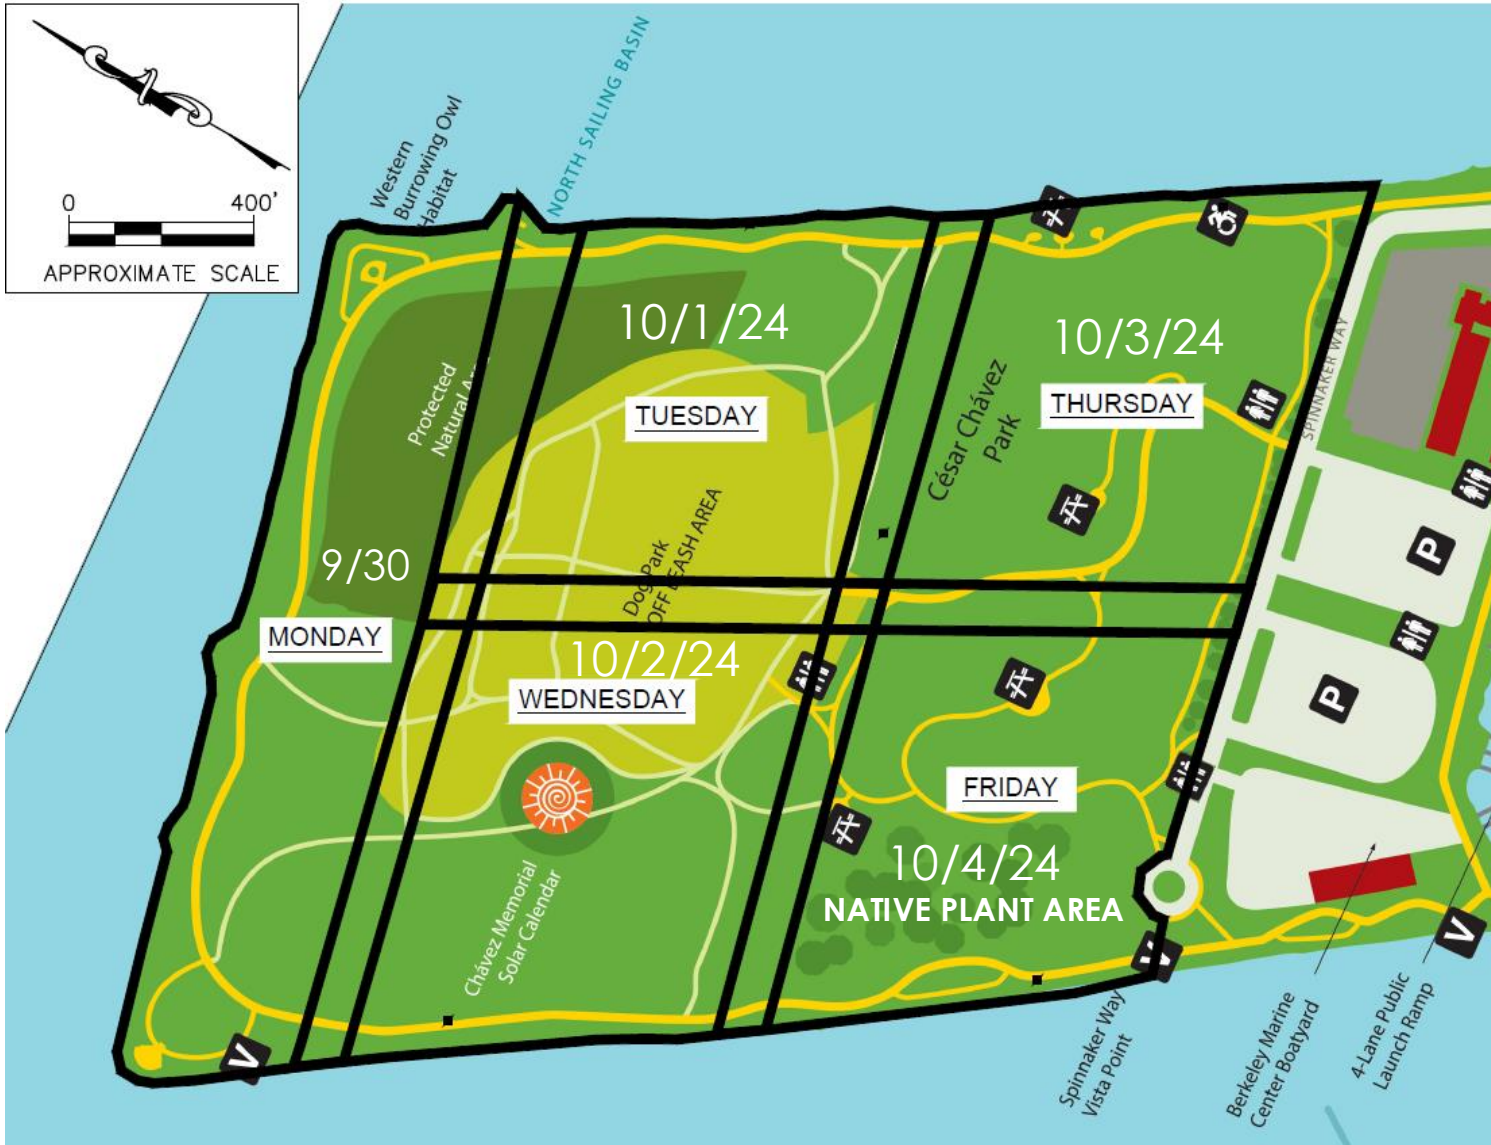 0 400'
APPROXIMATE SCALE
Western
Burrowing Owl
Habitat
NORTH SAILING BASIN
10/1/24
TUESDAY
10/3/24
THURSDAY
César Chávez
Park
SPINNAKER WAY
Protected
Natural
9/30
MONDAY
Dog Park
OFF LEASH AREA
10/2/24
WEDNESDAY
FRIDAY
10/4/24
NATIVE PLANT AREA
Chávez Memorial
Solar Calendar
P
P
V
V
V
Spinnaker Way
Vista Point
Berkeley Marine
Center Boatyard
4-Lane Public
Launch Ramp